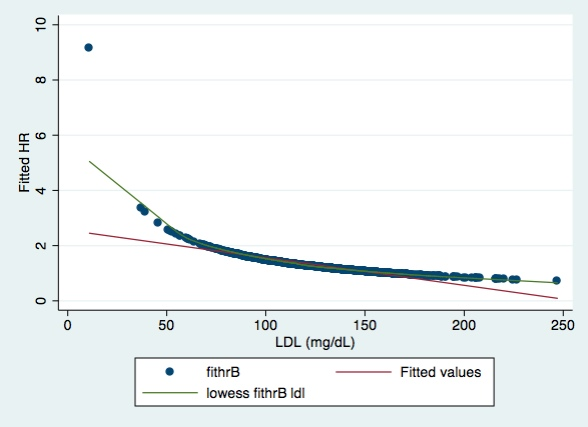 10
8
6
4
2
0
Fitted HR
0 50 100 150 200 250
LDL (mg/dL)
fithrB Fitted values
lowess fithrB ldl